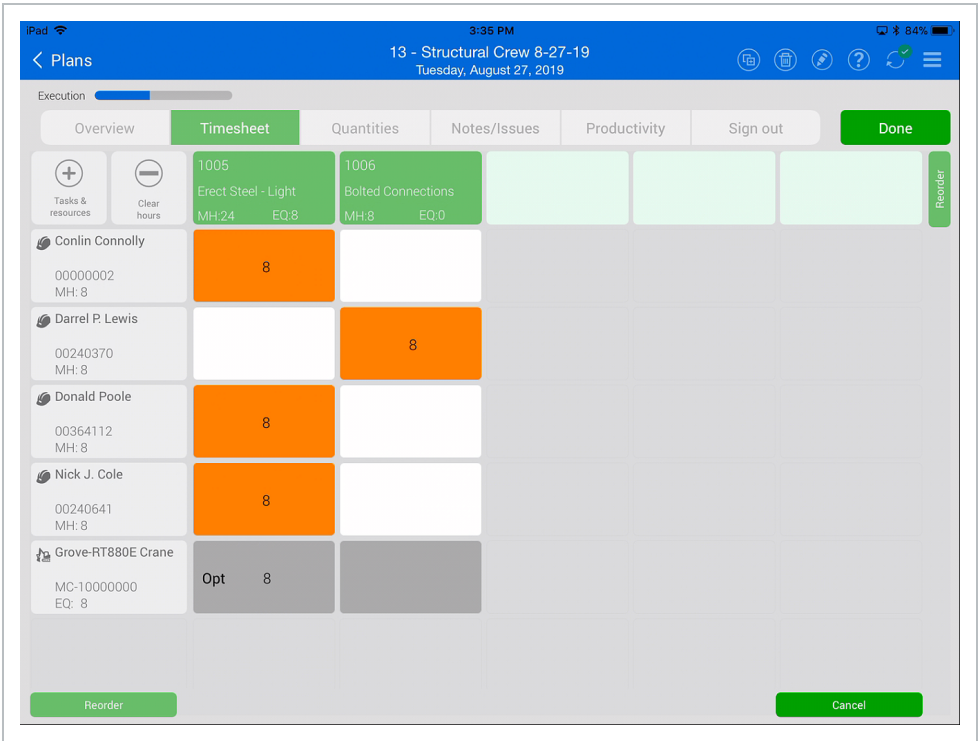 iPad 3:35 PM 84%
Plans
13 - Structural Crew 8-27-19
Tuesday, August 27, 2019
?
Execution
Overview Timesheet Quantities Notes/Issues Productivity Sign out Done
Tasks &
resources
Clear
hours
1005
Erect Steel - Light
MH:24 EQ:8
1006
Bolted Connections
MH:8 EQ:0
Reorder
Conlin Connolly
00000002
MH: 8
8
Darrel P. Lewis
00240370
MH: 8
8
Donald Poole
00364112
MH: 8
8
Nick J. Cole
00240641
MH: 8
8
Grove-RT880E Crane
MC-10000000
EQ: 8
Opt 8
Reorder
Cancel